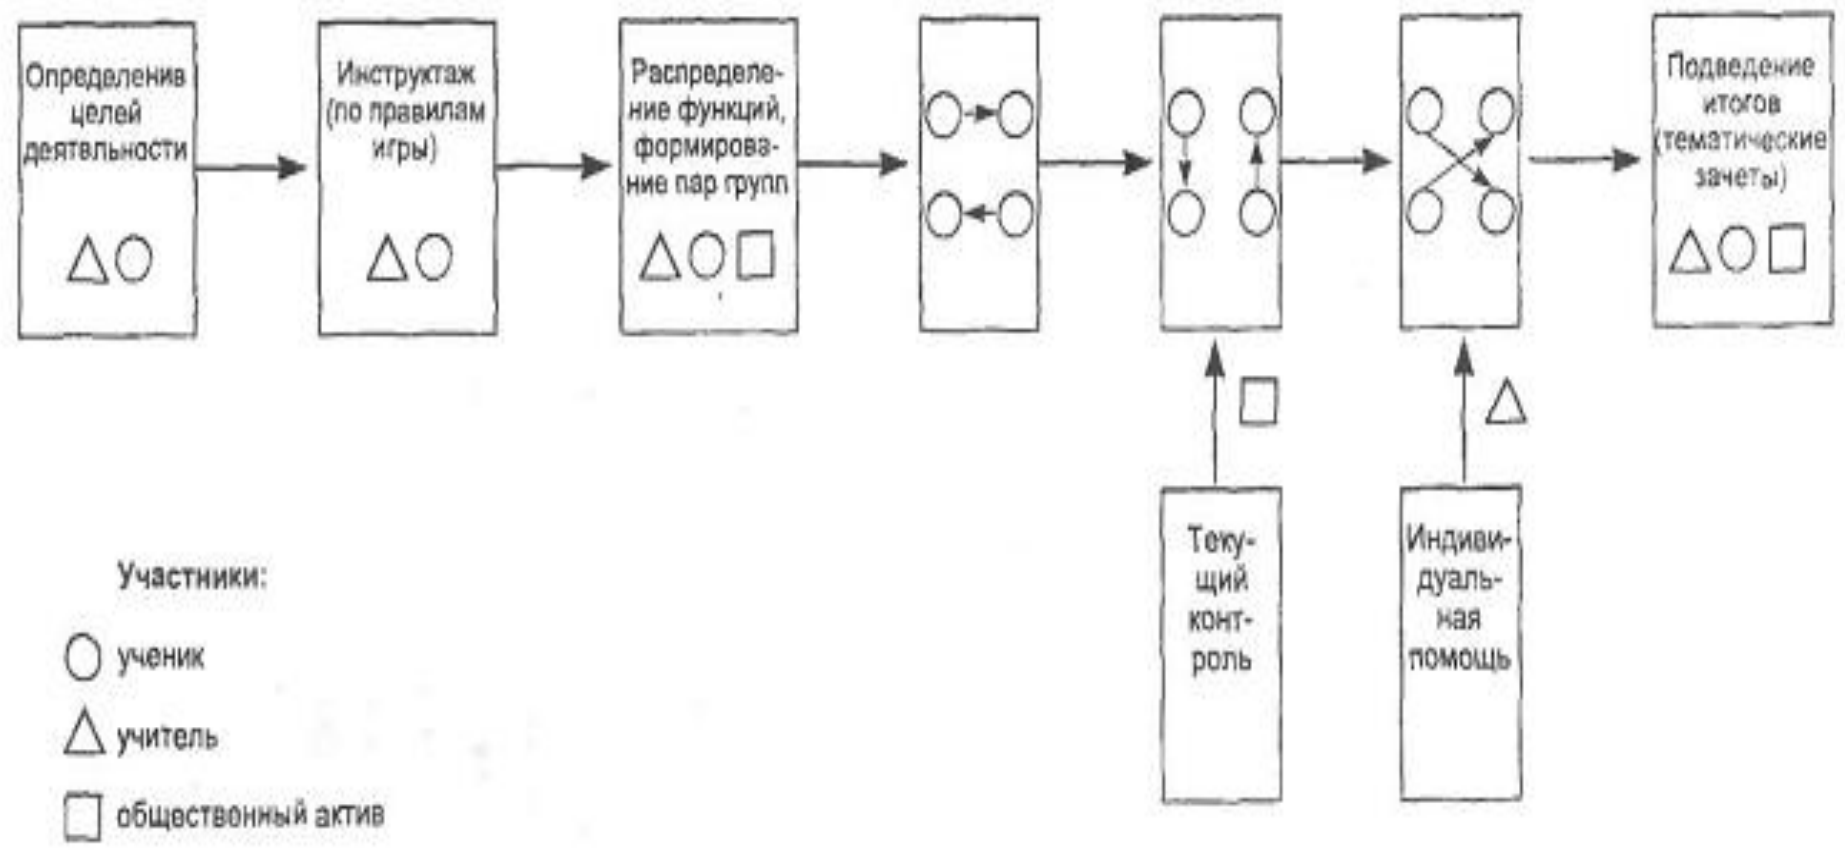 Определения
целей
деятельности
Инструктаж
(по правилам
игры)
Распределе-
ние функций,
формирова-
ние пар групп
Подведение
итогов
(тематические
зачеты)
Теку-
щий
конт-
роль
Индиви-
дуаль-
ная
помощь
Участники:
ученик
учитель
общественный актив